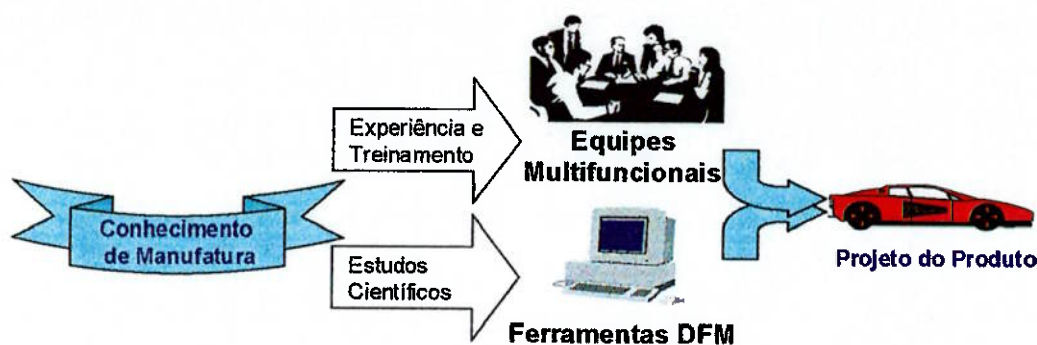 Experiência e
Treinamento
Equipes
Multifuncionais
Conhecimento
de Manufatura
Projeto do Produto
Estudos
Científicos
Ferramentas DFM